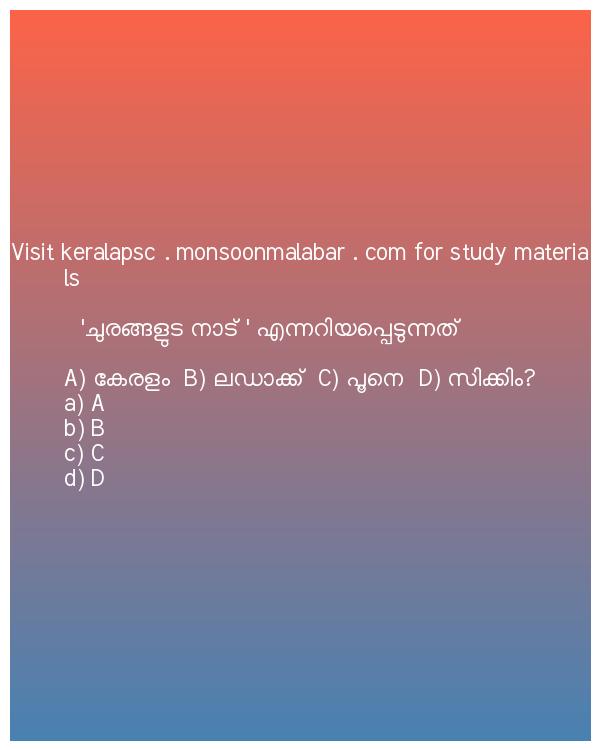 Visit keralapsc . monsoonmalabar . com for study materia
ls
'ചുരങ്ങളുട നാട് ' എന്നറിയപ്പെടുന്നത്
A) കേരളം B) ലഡാക്ക് C) പൂനെ D) സിക്കിം?
a) A
b) B
c) C
d) D